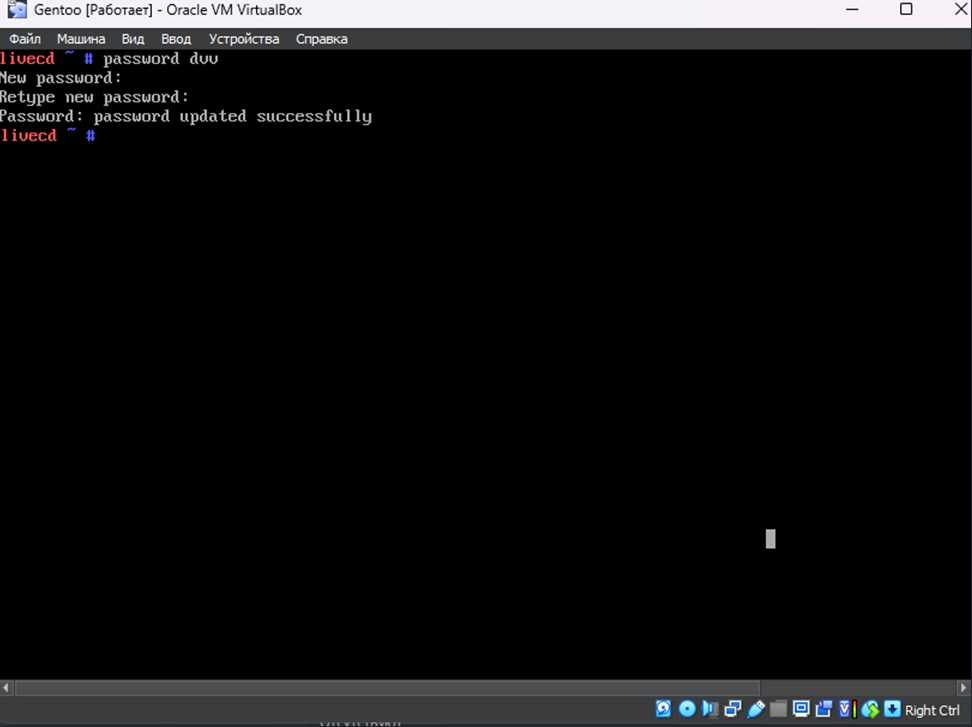 Gentoo [Работает] - Oracle VM VirtualBox
Файл Машина Вид Ввод Устройства Справка
livecd ~ # password dvv
New password:
Retype new password:
Password: password updated successfully
livecd ~ #
Right Ctrl